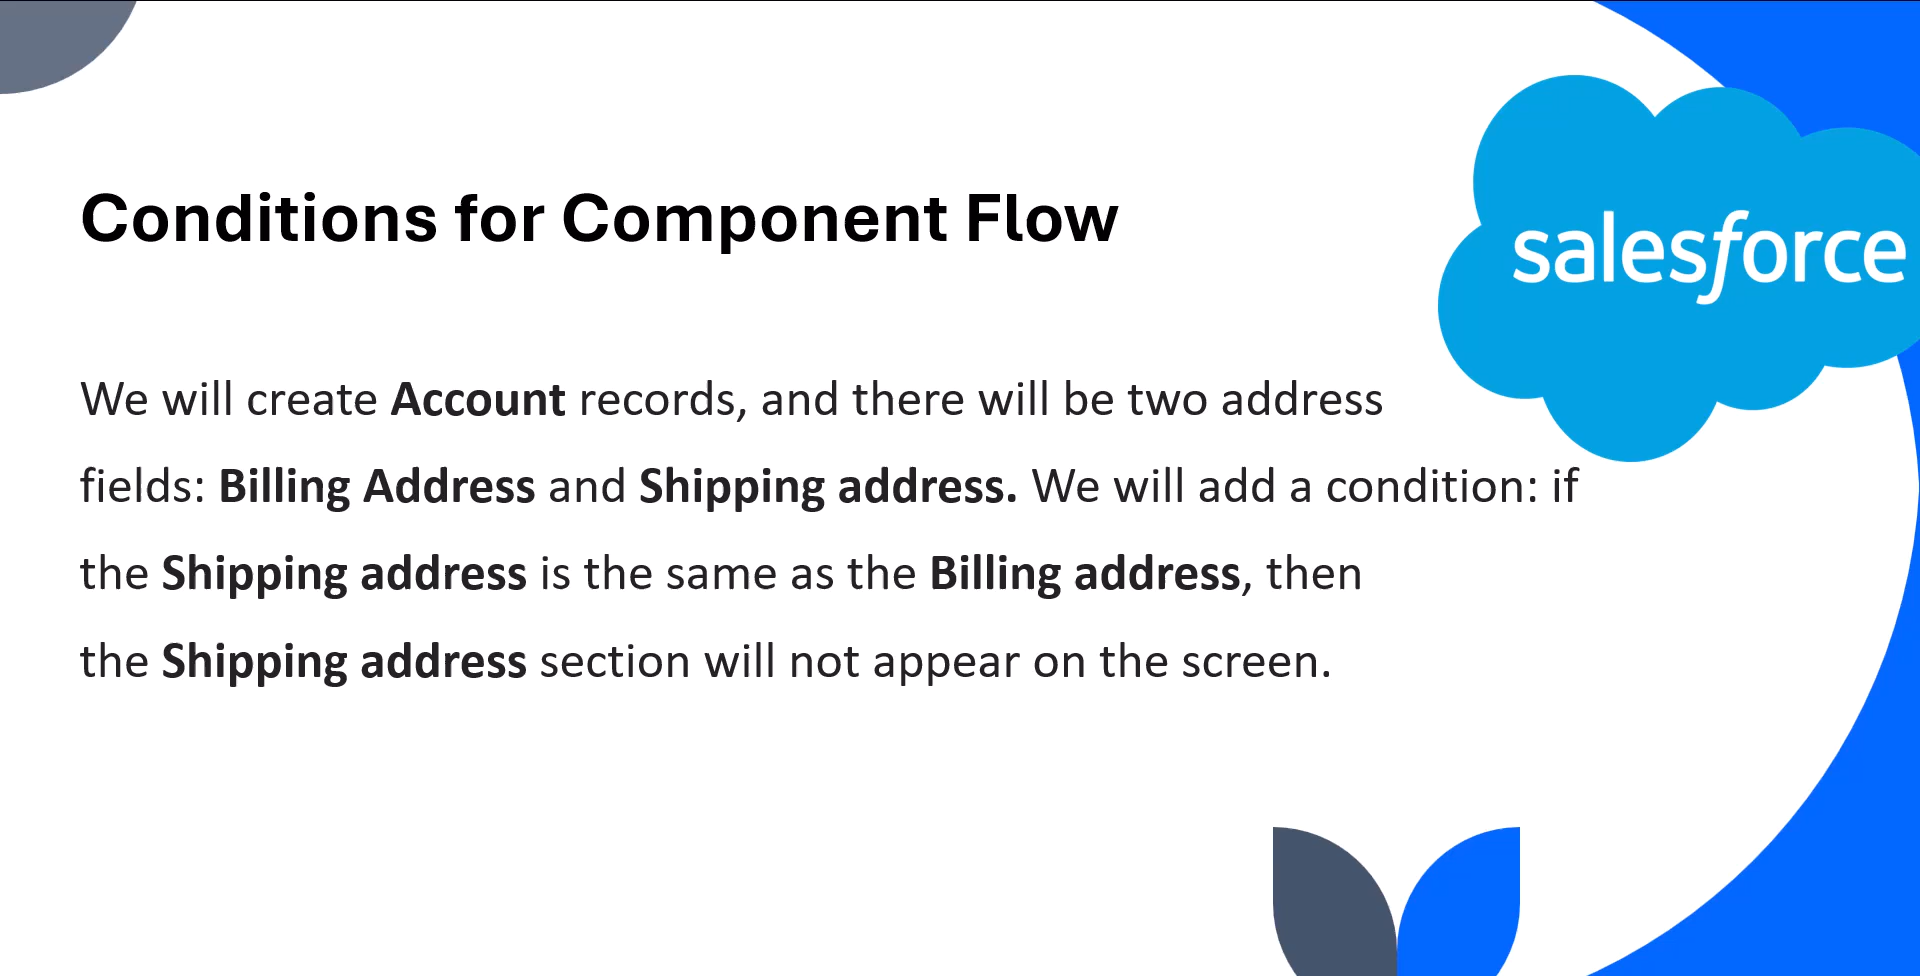 salesforce
Conditions for Component Flow
We will create Account records, and there will be two address
fields: Billing Address and Shipping address. We will add a condition: if
the Shipping address is the same as the Billing address, then
the Shipping address section will not appear on the screen.